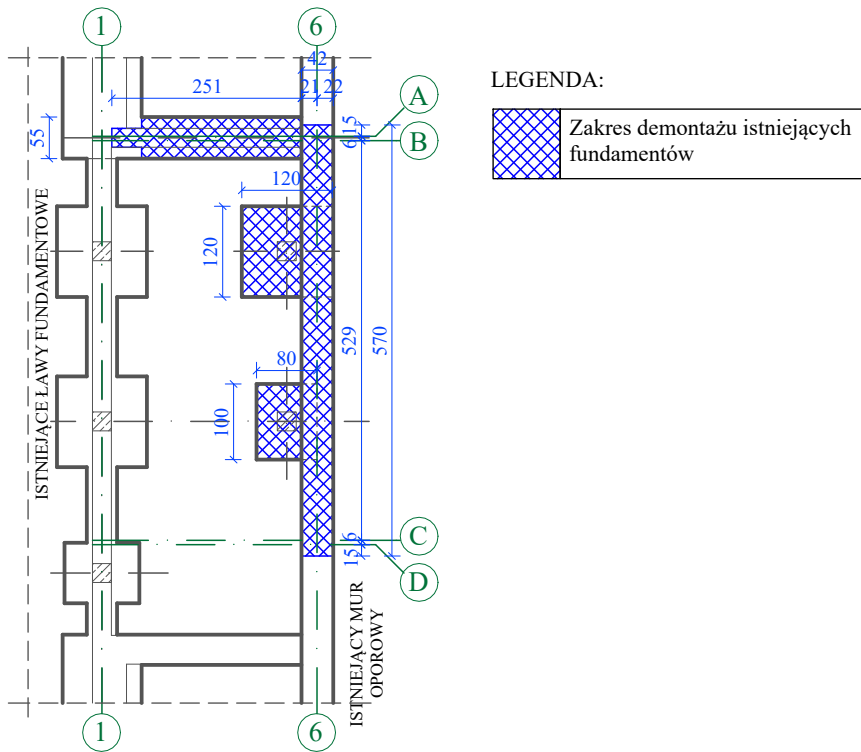 1
6
42
251
21
22
A
15
B
6
55
120
120
529
570
80
100
C
6
15
D
1
6
ISTNIEJĄCE ŁAWY FUNDAMENTOWE
ISTNIEJĄCY MUR
OPOROWY
LEGENDA:
Zakres demontażu istniejących
fundamentów